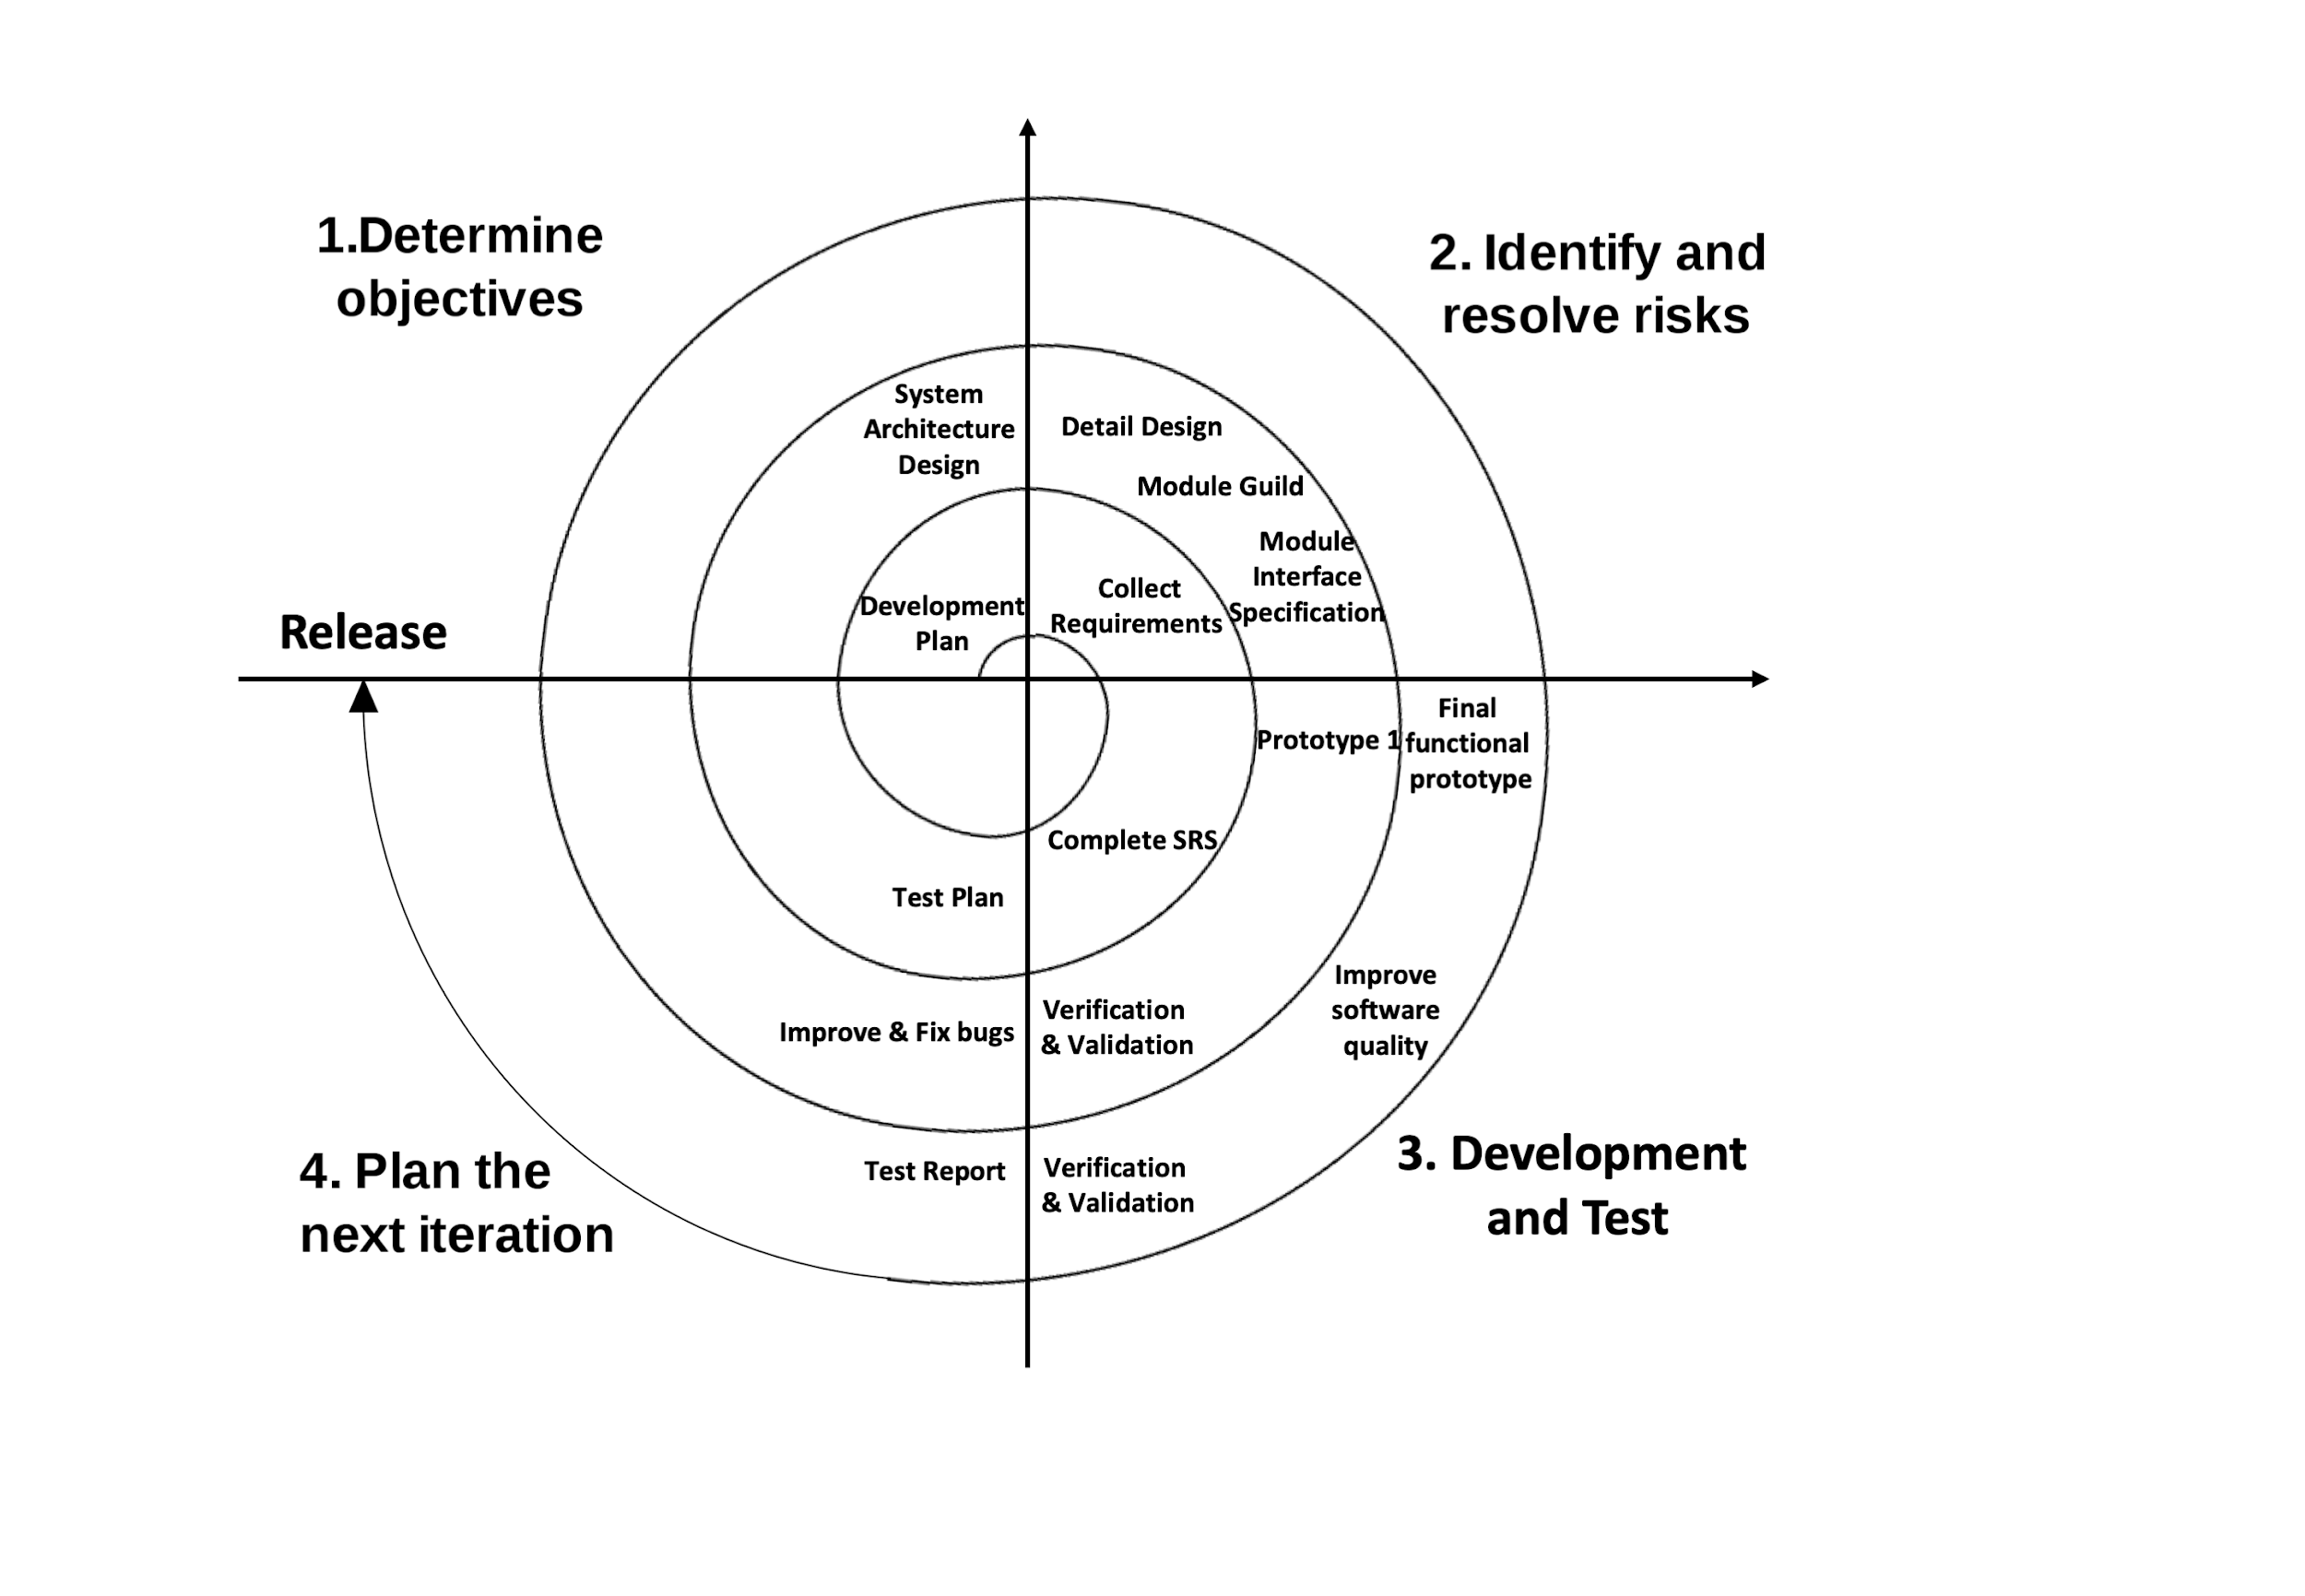 1.Determine
objectives
2. Identify and
resolve risks
System
Architecture
Design
Detail Design
Module Guild
Module
Interface
Specification
Development
Plan
Collect
Requirements
Release
Prototype 1
Final
functional
prototype
Complete SRS
Test Plan
Improve & Fix bugs
Verification
& Validation
Improve
software
quality
Test Report
Verification
& Validation
3. Development
and Test
4. Plan the
next iteration